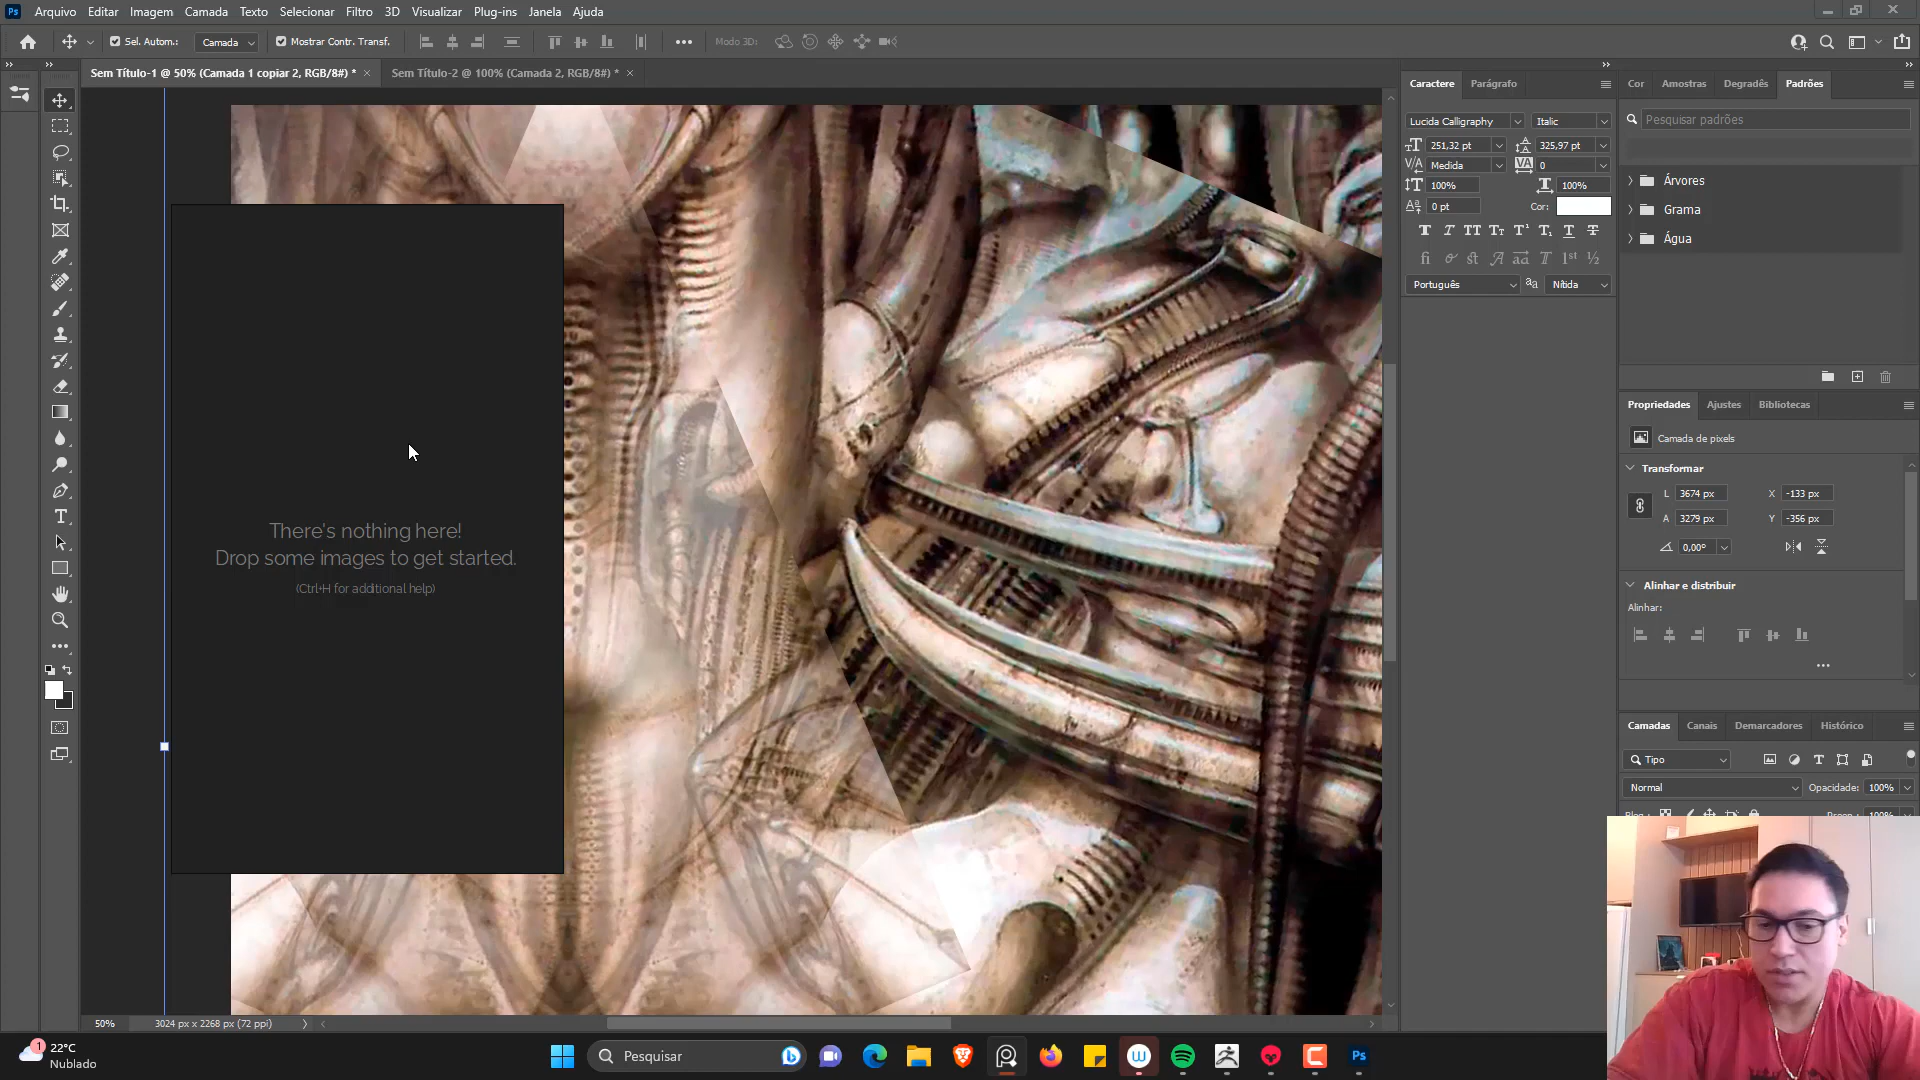 Ps Arquivo Editar Imagem Camada Texto Selecionar Filtro 3D Visualizar Plug-ins Janela Ajuda
Sel. Autom.: Camada Mostrar Contr. Transf. Modo 3D:
Sem Título-1 @ 50% (Camada 1 copiar 2, RGB/8#) * × Sem Título-2 @ 100% (Camada 2, RGB/8#) * ×
Caractere Parágrafo
Lucida Calligraphy Italic
251,32 pt 325,97 pt
Medida 0
100% 100%
0 pt Cor:
Português aa Nítida
Cor Amostras Degradês Padrões
Pesquisar padrões
Árvores
Grama
Água
Propriedades Ajustes Bibliotecas
Camada de pixels
Transformar
L 3674 px X -133 px
A 3279 px Y -356 px
0,00°
Alinhar e distribuir
Alinhar:
Camadas Canais Demarcadores Histórico
Tipo
Normal Opacidade: 100%
There's nothing here!
Drop some images to get started.
(Ctrl+H for additional help)
50% 3024 px x 2268 px (72 ppi)
1 22°C
Nublado
Pesquisar
Ps